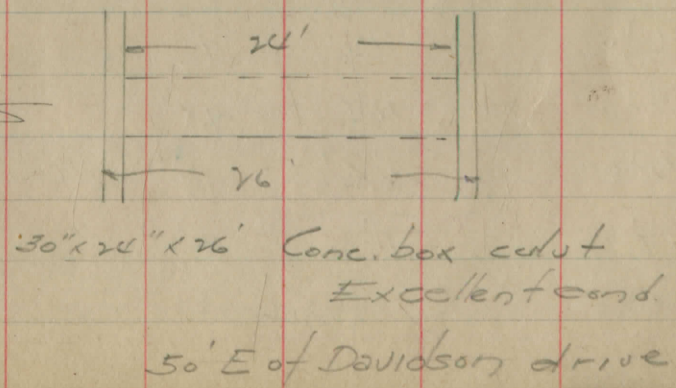 24'
26'
30" x 24" x 26' Conc. box culvt
Excellent cond.
50' E of Davidson drive